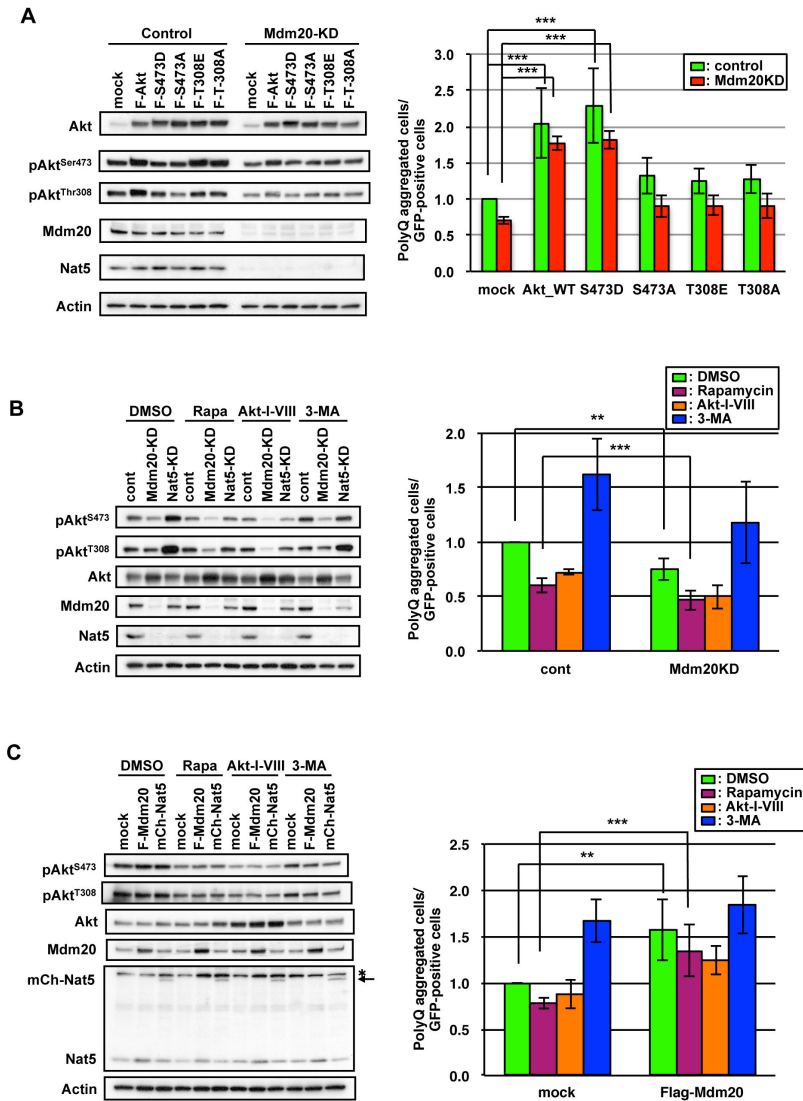 A
Control Mdm20-KD
mock F-Akt F-S473D F-S473A F-T308E F-T308A mock F-Akt F-S473D F-S473A F-T308E F-T-308A
Akt
pAktSer473
pAktThr308
Mdm20
Nat5
Actin
PolyQ aggregated cells/
GFP-positive cells
3.0
2.5
2.0
1.5
1.0
0.5
0.0
***
***
***
***
: control
: Mdm20KD
mock Akt_WT S473D S473A T308E T308A
B
DMSO Rapa Akt-I-VIII 3-MA
cont Mdm20-KD Nat5-KD cont Mdm20-KD Nat5-KD cont Mdm20-KD Nat5-KD cont Mdm20-KD Nat5-KD
pAktS473
pAktT308
Akt
Mdm20
Nat5
Actin
PolyQ aggregated cells/
GFP-positive cells
2.0
1.5
1.0
0.5
0.0
**
***
: DMSO
: Rapamycin
: Akt-I-VIII
: 3-MA
cont Mdm20KD
C
DMSO Rapa Akt-I-VIII 3-MA
mock F-Mdm20 mCh-Nat5 mock F-Mdm20 mCh-Nat5 mock F-Mdm20 mCh-Nat5 mock F-Mdm20 mCh-Nat5
pAktS473
pAktT308
Akt
Mdm20
mCh-Nat5
*
Nat5
Actin
PolyQ aggregated cells/
GFP-positive cells
2.5
2.0
1.5
1.0
0.5
0.0
**
***
: DMSO
: Rapamycin
: Akt-I-VIII
: 3-MA
mock Flag-Mdm20